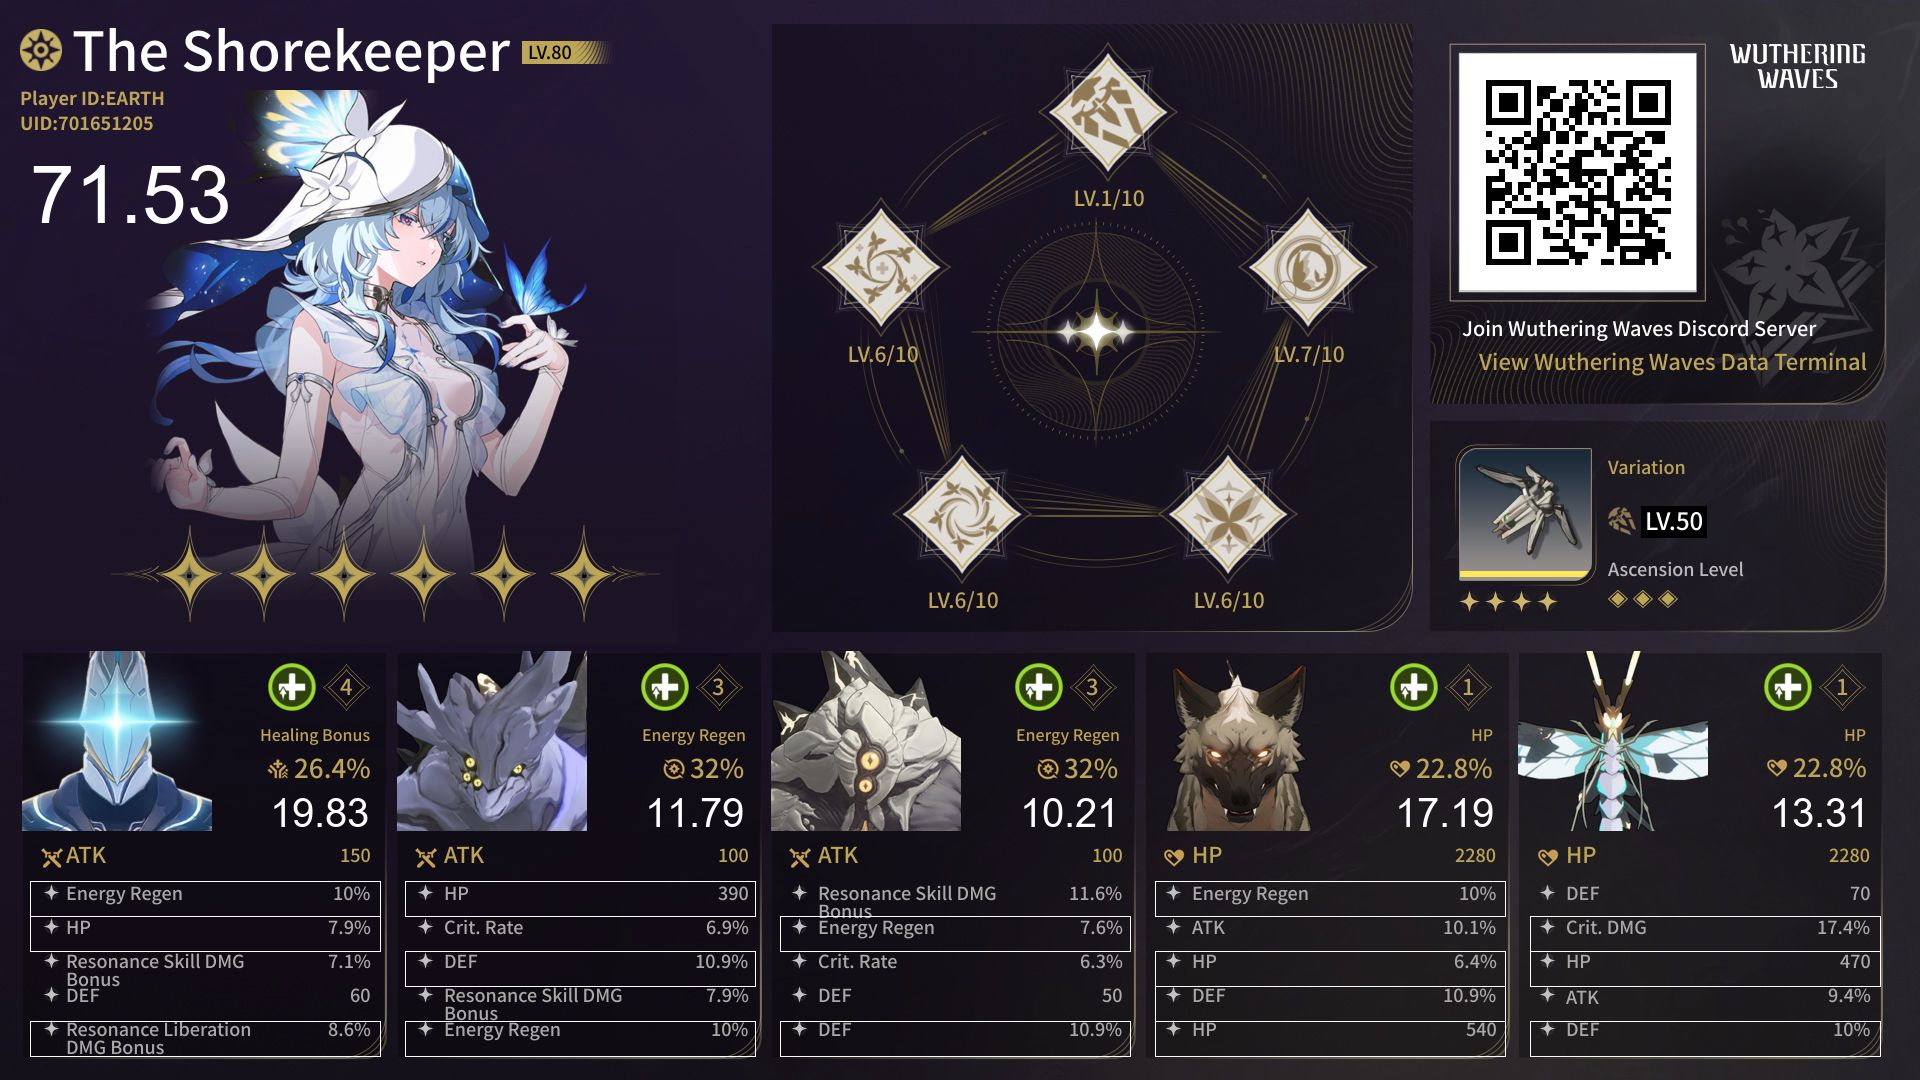 The Shorekeeper LV.80
Player ID:EARTH
UID:701651205
71.53
LV.1/10
LV.6/10
LV.7/10
LV.6/10
LV.6/10
WUTHERING
WAVES
Join Wuthering Waves Discord Server
View Wuthering Waves Data Terminal
Variation
LV.50
Ascension Level
4
Healing Bonus
26.4%
19.83
ATK 150
Energy Regen 10%
HP 7.9%
Resonance Skill DMG 7.1%
Bonus
DEF 60
Resonance Liberation 8.6%
DMG Bonus
3
Energy Regen
32%
11.79
ATK 100
HP 390
Crit. Rate 6.9%
DEF 10.9%
Resonance Skill DMG 7.9%
Bonus
Energy Regen 10%
3
Energy Regen
32%
10.21
ATK 100
Resonance Skill DMG 11.6%
Bonus
Energy Regen 7.6%
Crit. Rate 6.3%
DEF 50
DEF 10.9%
1
HP
22.8%
17.19
HP 2280
Energy Regen 10%
ATK 10.1%
HP 6.4%
DEF 10.9%
HP 540
1
HP
22.8%
13.31
HP 2280
DEF 70
Crit. DMG 17.4%
HP 470
ATK 9.4%
DEF 10%